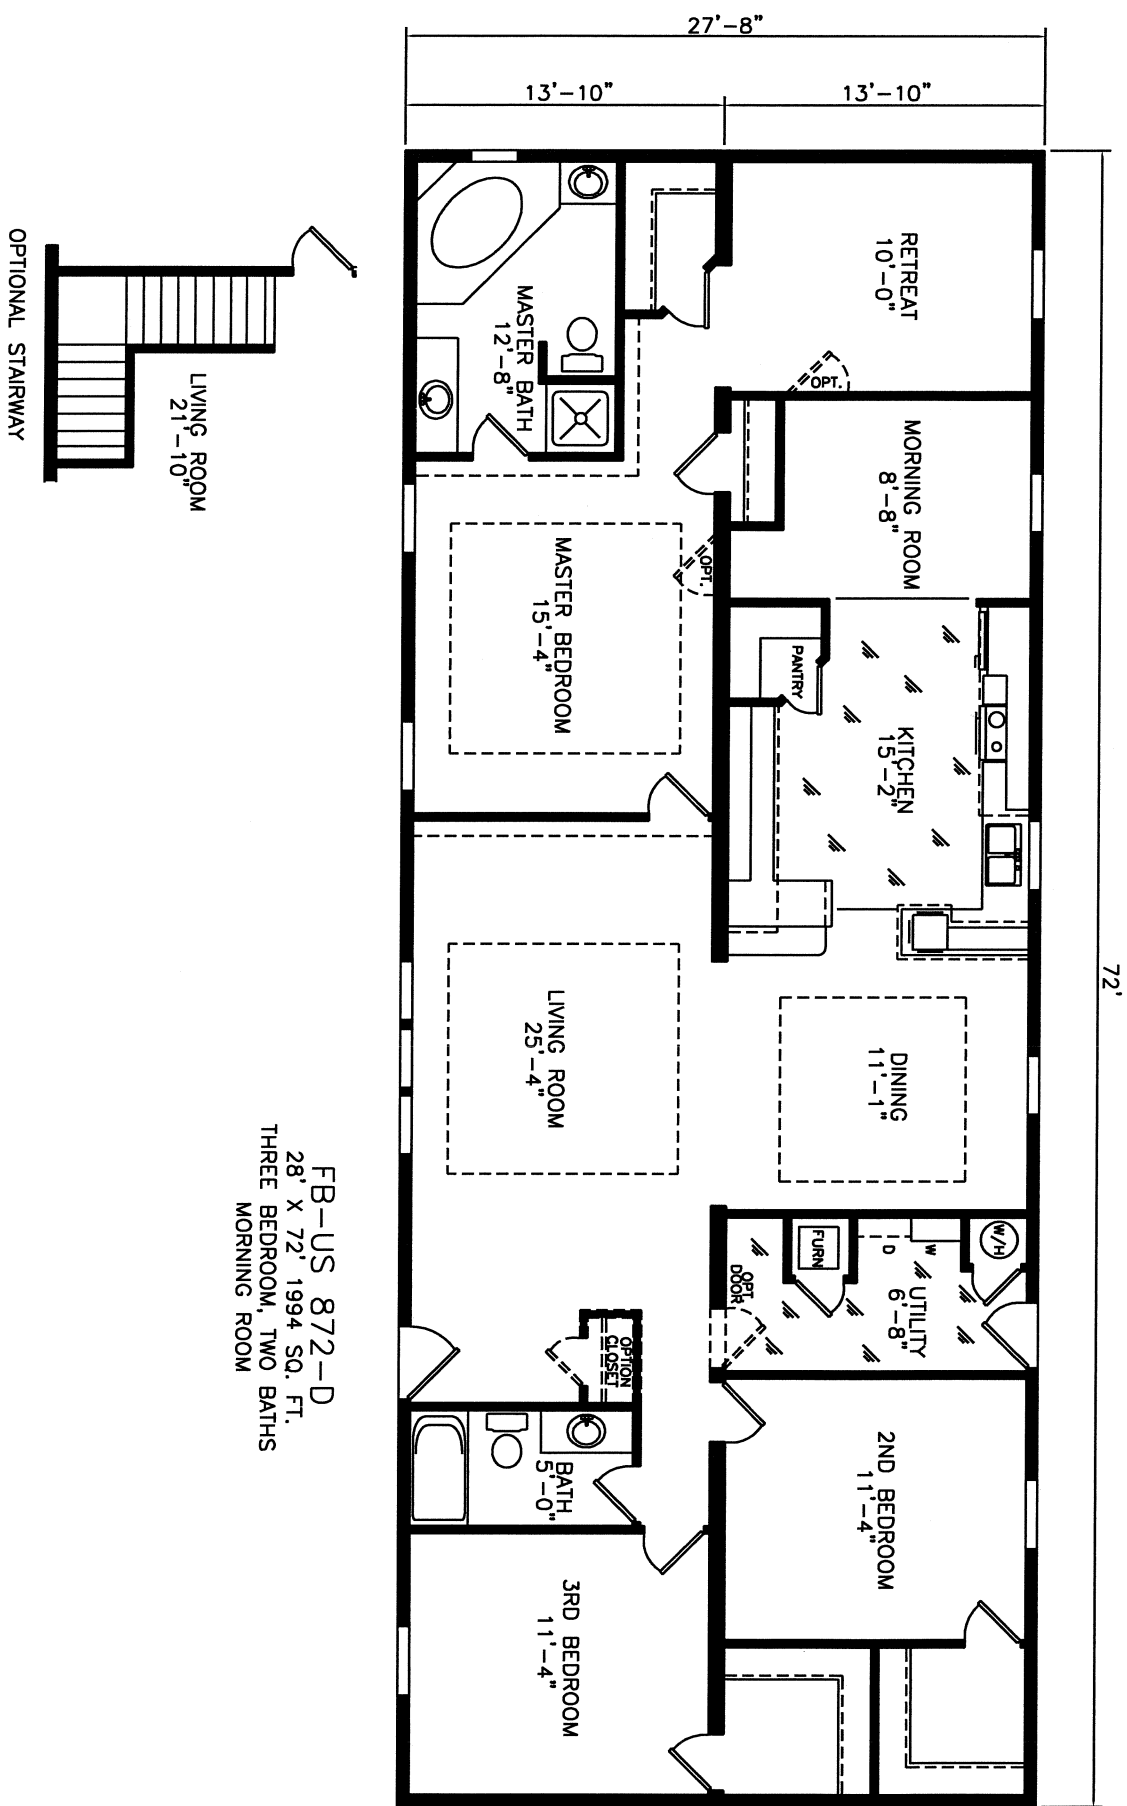 72'
27'-8"
13'-10"
13'-10"
RETREAT
10'-0"
OPT.
MORNING ROOM
8'-8"
PANTRY
KITCHEN
15'-2"
DINING
11'-1"
W/H
FURN
W
D
UTILITY
6'-8"
OPT
DOOR
2ND BEDROOM
11'-4"
MASTER BATH
12'-8"
OPT.
MASTER BEDROOM
15'-4"
LIVING ROOM
25'-4"
OPTION
CLOSET
BATH
5'-0"
3RD BEDROOM
11'-4"
LIVING ROOM
21'-10"
OPTIONAL STAIRWAY
FB-US 872-D
28' X 72' 1994 SQ. FT.
THREE BEDROOM, TWO BATHS
MORNING ROOM